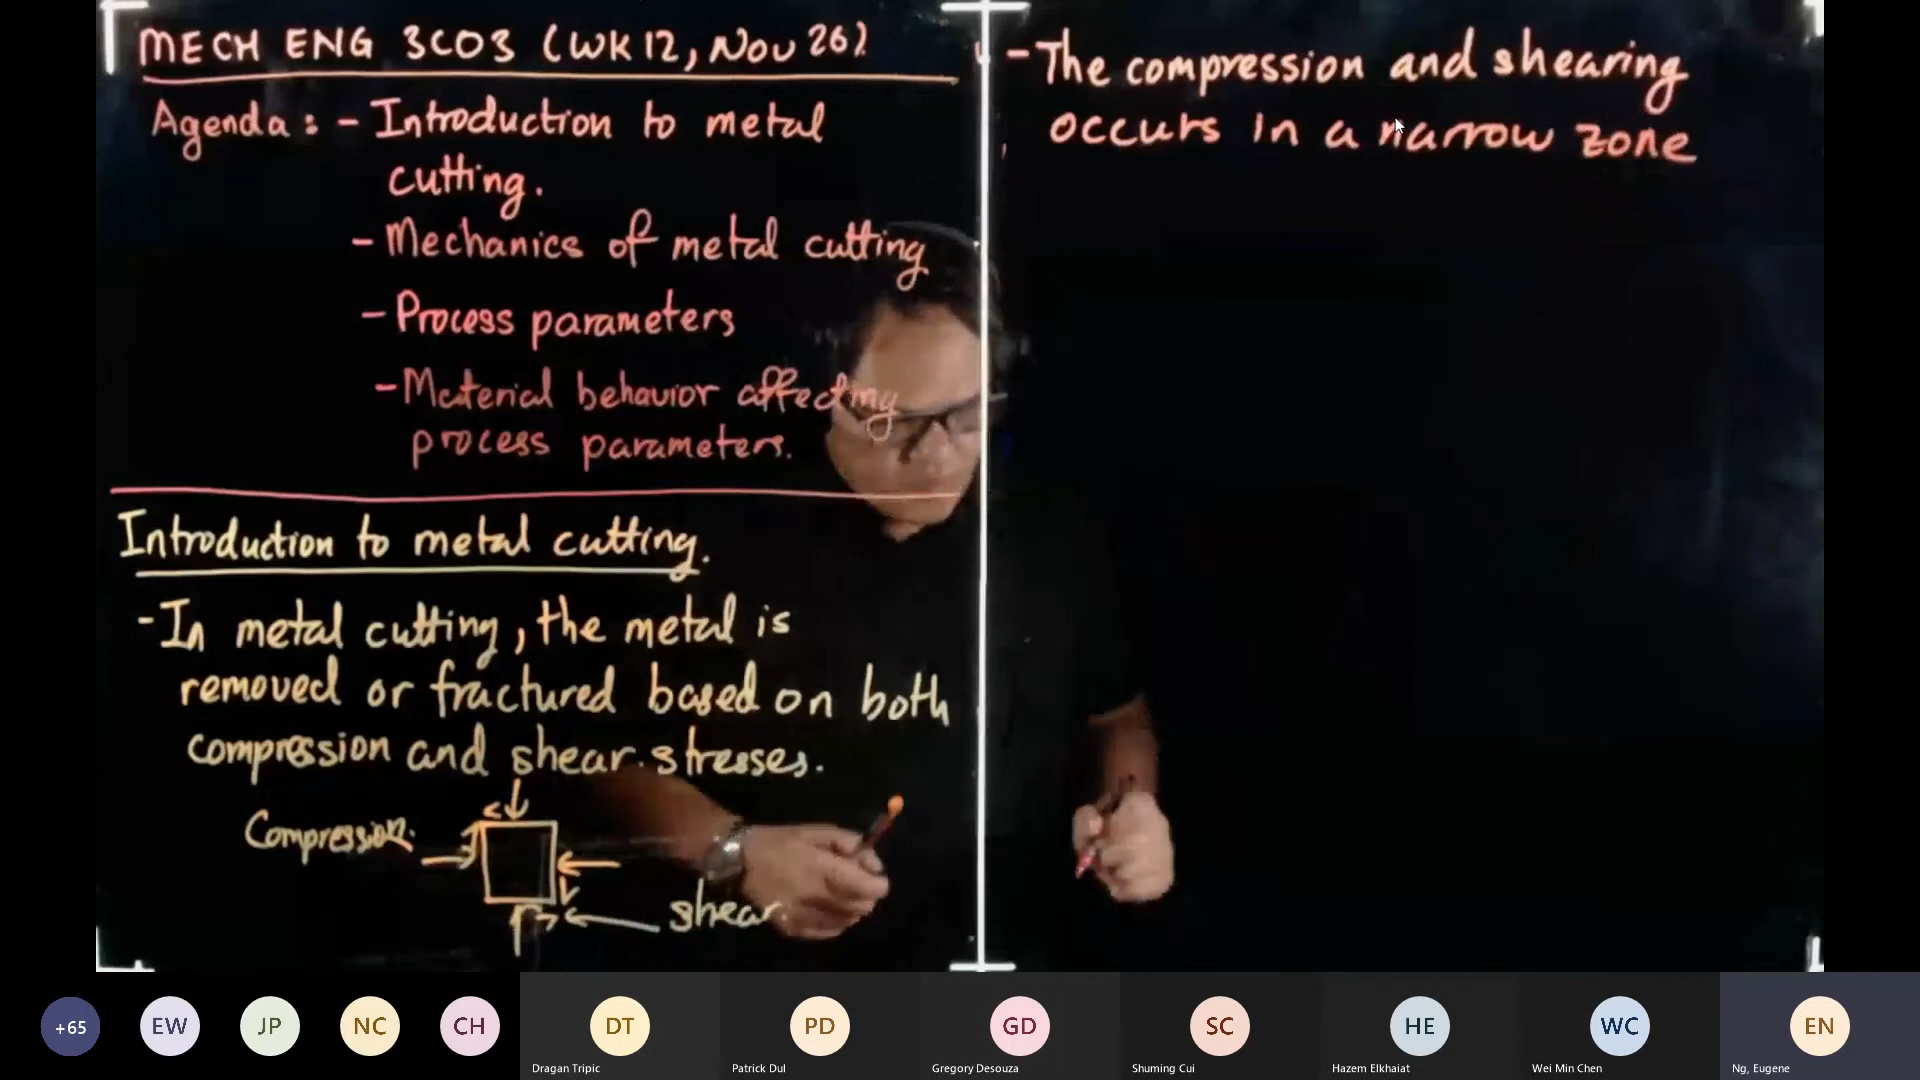 MECH ENG 3C03 (WK 12, Nov 26)
Agenda: - Introduction to metal
cutting.
- Mechanics of metal cutting
- Process parameters
- Material behavior affecting
process parameters.
Introduction to metal cutting.
- In metal cutting, the metal is
removed or fractured based on both
compression and shear stresses.
Compression.
shear.
- The compression and shearing
occurs in a narrow zone
+65
EW
JP
NC
CH
DT
PD
GD
SC
HE
WC
EN
Dragan Tripic
Patrick Dul
Gregory Desouza
Shuming Cui
Hazem Elkhaiat
Wei Min Chen
Ng, Eugene